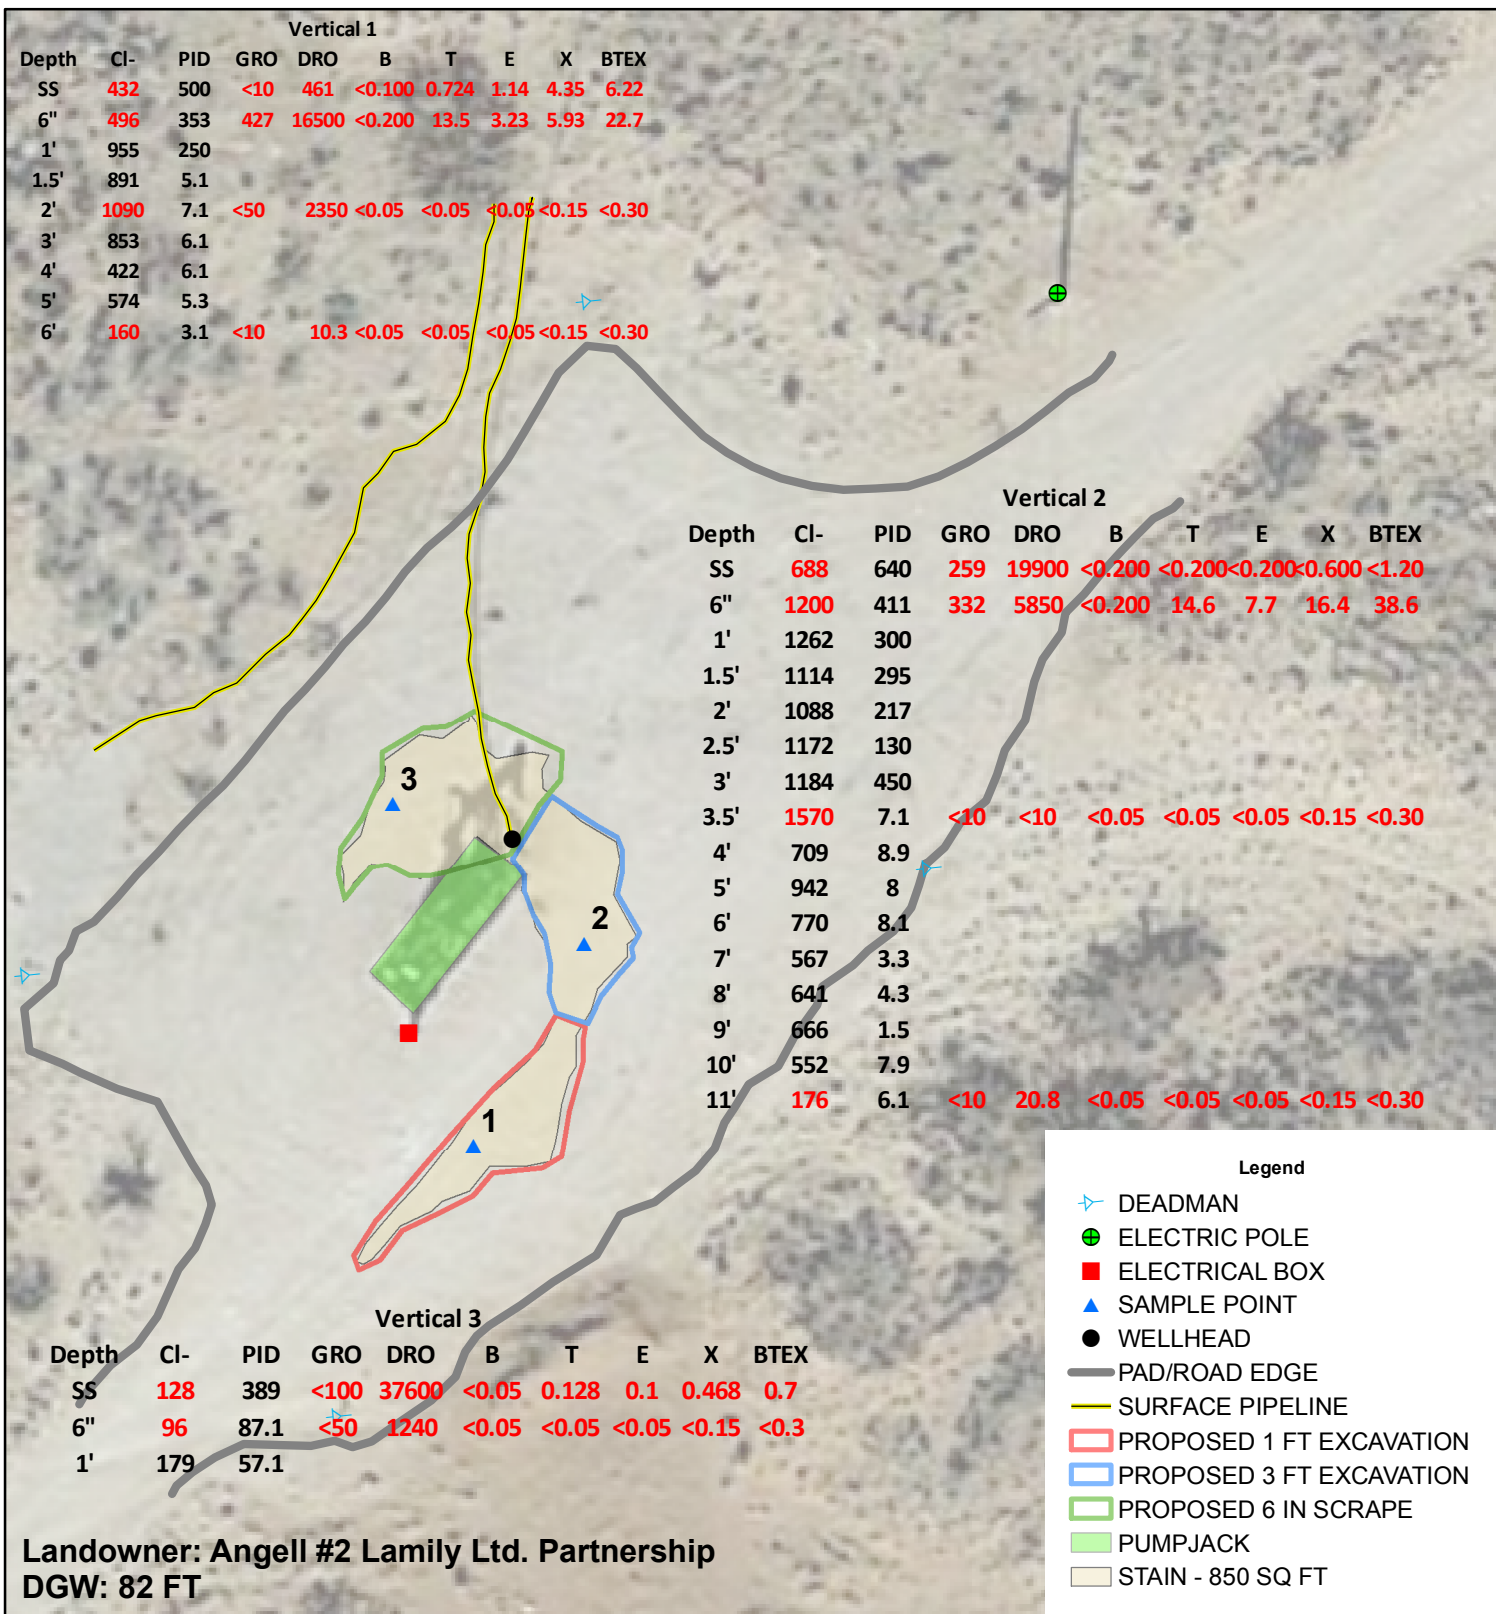 Vertical 1
Depth Cl- PID GRO DRO B T E X BTEX
SS 432 500 <10 461 <0.100 0.724 1.14 4.35 6.22
6" 496 353 427 16500 <0.200 13.5 3.23 5.93 22.7
1' 955 250
1.5' 891 5.1
2' 1090 7.1 <50 2350 <0.05 <0.05 <0.05 <0.15 <0.30
3' 853 6.1
4' 422 6.1
5' 574 5.3
6' 160 3.1 <10 10.3 <0.05 <0.05 <0.05 <0.15 <0.30
Vertical 2
Depth Cl- PID GRO DRO B T E X BTEX
SS 688 640 259 19900 <0.200 <0.200 <0.200 <0.600 <1.20
6" 1200 411 332 5850 <0.200 14.6 7.7 16.4 38.6
1' 1262 300
1.5' 1114 295
2' 1088 217
2.5' 1172 130
3' 1184 450
3.5' 1570 7.1 <10 <10 <0.05 <0.05 <0.05 <0.15 <0.30
4' 709 8.9
5' 942 8
6' 770 8.1
7' 567 3.3
8' 641 4.3
9' 666 1.5
10' 552 7.9
11' 176 6.1 <10 20.8 <0.05 <0.05 <0.05 <0.15 <0.30
3
2
1
Vertical 3
Depth Cl- PID GRO DRO B T E X BTEX
SS 128 389 <100 37600 <0.05 0.128 0.1 0.468 0.7
6" 96 87.1 <50 1240 <0.05 <0.05 <0.05 <0.15 <0.3
1' 179 57.1
Landowner: Angell #2 Lamily Ltd. Partnership
DGW: 82 FT
Legend
DEADMAN
ELECTRIC POLE
ELECTRICAL BOX
SAMPLE POINT
WELLHEAD
PAD/ROAD EDGE
SURFACE PIPELINE
PROPOSED 1 FT EXCAVATION
PROPOSED 3 FT EXCAVATION
PROPOSED 6 IN SCRAPE
PUMPJACK
STAIN - 850 SQ FT